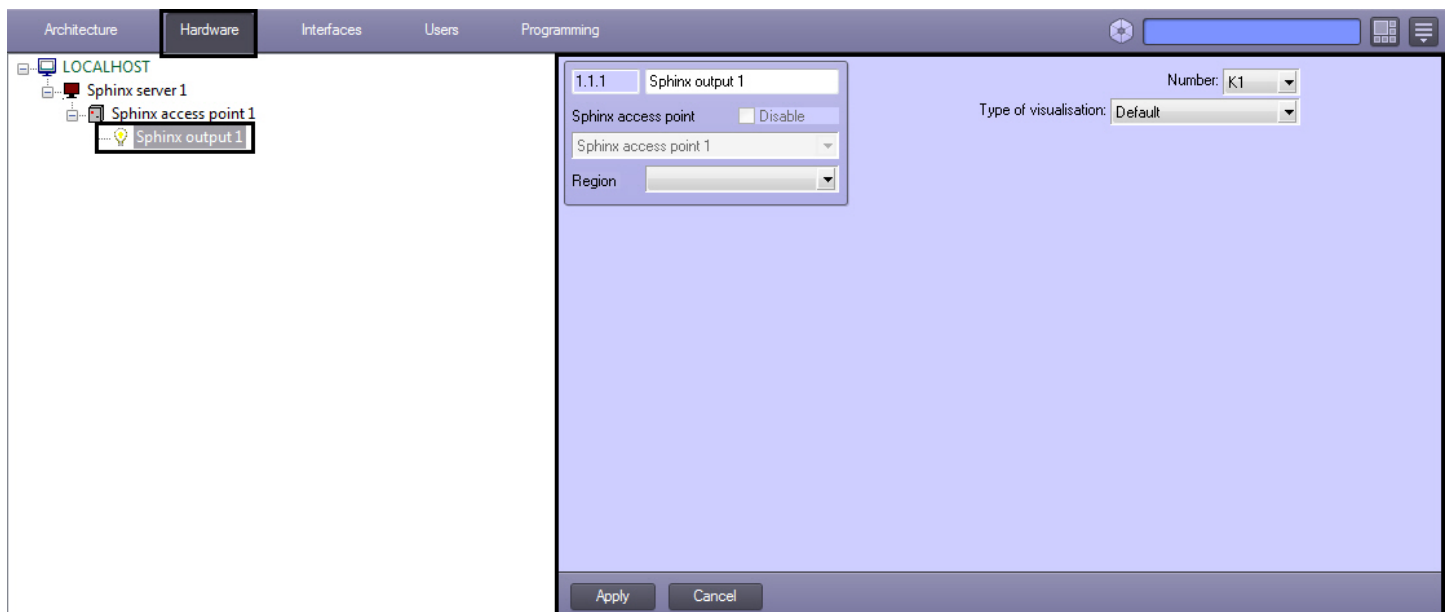 Architecture Hardware Interfaces Users Programming
LOCALHOST
Sphinx server 1
Sphinx access point 1
Sphinx output 1
1.1.1 Sphinx output 1
Sphinx access point Disable
Sphinx access point 1
Region
Number: K1
Type of visualisation: Default
Apply Cancel